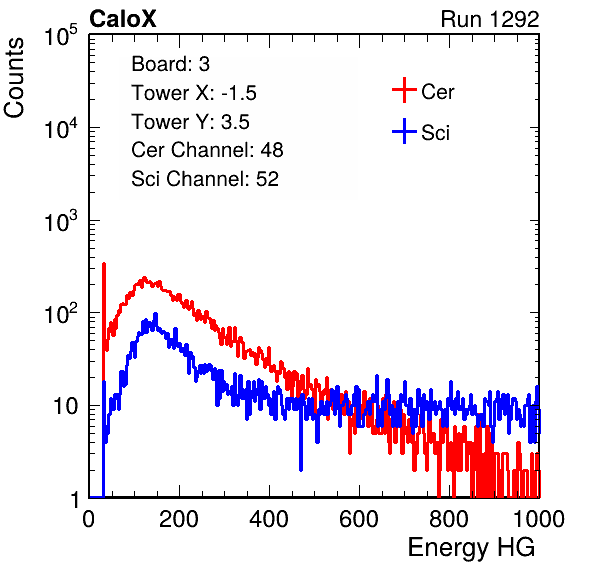 CaloX Run 1292
Counts
Board: 3
Tower X: -1.5
Tower Y: 3.5
Cer Channel: 48
Sci Channel: 52
Cer
Sci
10^5
10^4
10^3
10^2
10
1
0 200 400 600 800 1000
Energy HG